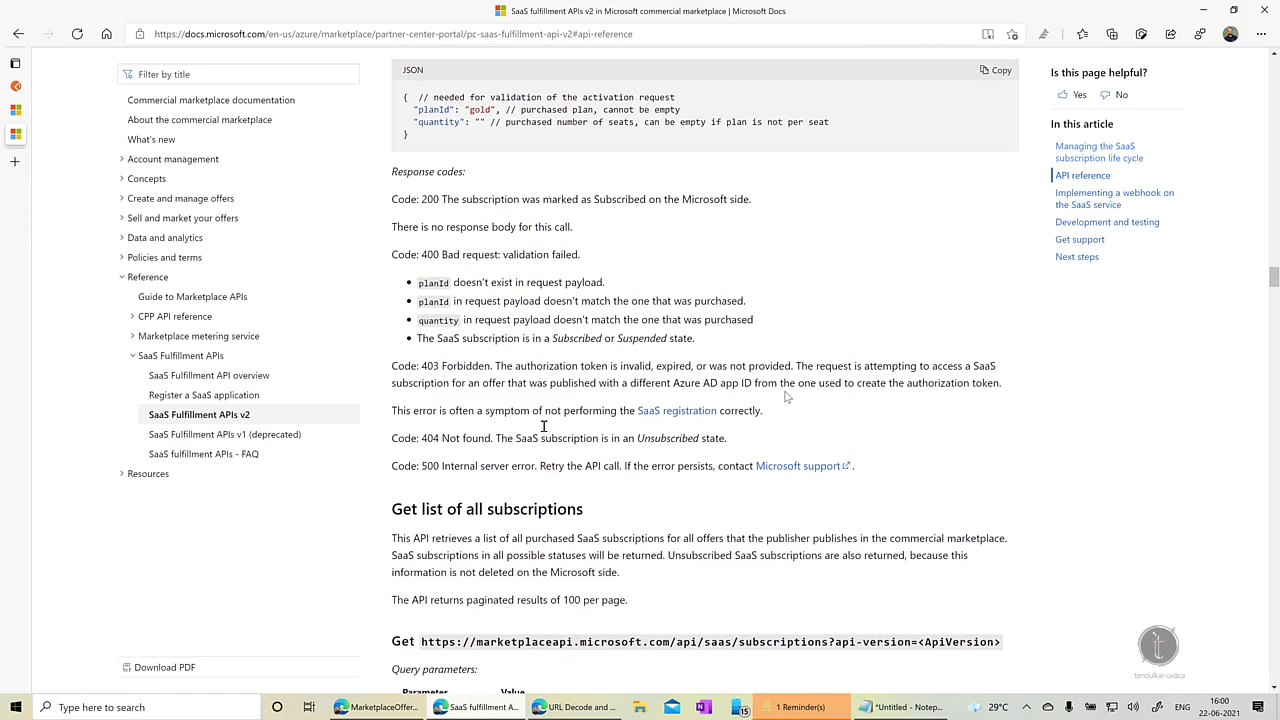 SaaS fulfillment APIs v2 in Microsoft commercial marketplace | Microsoft Docs
https://docs.microsoft.com/en-us/azure/marketplace/partner-center-portal/pc-saas-fulfillment-api-v2#api-reference
Filter by title
Commercial marketplace documentation
About the commercial marketplace
What's new
Account management
Concepts
Create and manage offers
Sell and market your offers
Data and analytics
Policies and terms
Reference
Guide to Marketplace APIs
CPP API reference
Marketplace metering service
SaaS Fulfillment APIs
SaaS Fulfillment API overview
Register a SaaS application
SaaS Fulfillment APIs v2
SaaS Fulfillment APIs v1 (deprecated)
SaaS fulfillment APIs - FAQ
Resources
Download PDF
JSON
Copy
{ // needed for validation of the activation request
"planId": "gold", // purchased plan, cannot be empty
"quantity": "" // purchased number of seats, can be empty if plan is not per seat
}
Response codes:
Code: 200 The subscription was marked as Subscribed on the Microsoft side.
There is no response body for this call.
Code: 400 Bad request: validation failed.
• planId doesn't exist in request payload.
• planId in request payload doesn't match the one that was purchased.
• quantity in request payload doesn't match the one that was purchased
• The SaaS subscription is in a Subscribed or Suspended state.
Code: 403 Forbidden. The authorization token is invalid, expired, or was not provided. The request is attempting to access a SaaS
subscription for an offer that was published with a different Azure AD app ID from the one used to create the authorization token.
This error is often a symptom of not performing the SaaS registration correctly.
Code: 404 Not found. The SaaS subscription is in an Unsubscribed state.
Code: 500 Internal server error. Retry the API call. If the error persists, contact Microsoft support .
Get list of all subscriptions
This API retrieves a list of all purchased SaaS subscriptions for all offers that the publisher publishes in the commercial marketplace.
SaaS subscriptions in all possible statuses will be returned. Unsubscribed SaaS subscriptions are also returned, because this
information is not deleted on the Microsoft side.
The API returns paginated results of 100 per page.
Get https://marketplaceapi.microsoft.com/api/saas/subscriptions?api-version=<ApiVersion>
Query parameters:
Parameter Value
Is this page helpful?
Yes No
In this article
Managing the SaaS
subscription life cycle
API reference
Implementing a webhook on
the SaaS service
Development and testing
Get support
Next steps
t
tendulkar-uvāca
Type here to search
MarketplaceOffer...
SaaS fulfillment A...
URL Decode and ...
15
1 Reminder(s)
*Untitled - Notep...
29°C
ENG
16:00
22-06-2021